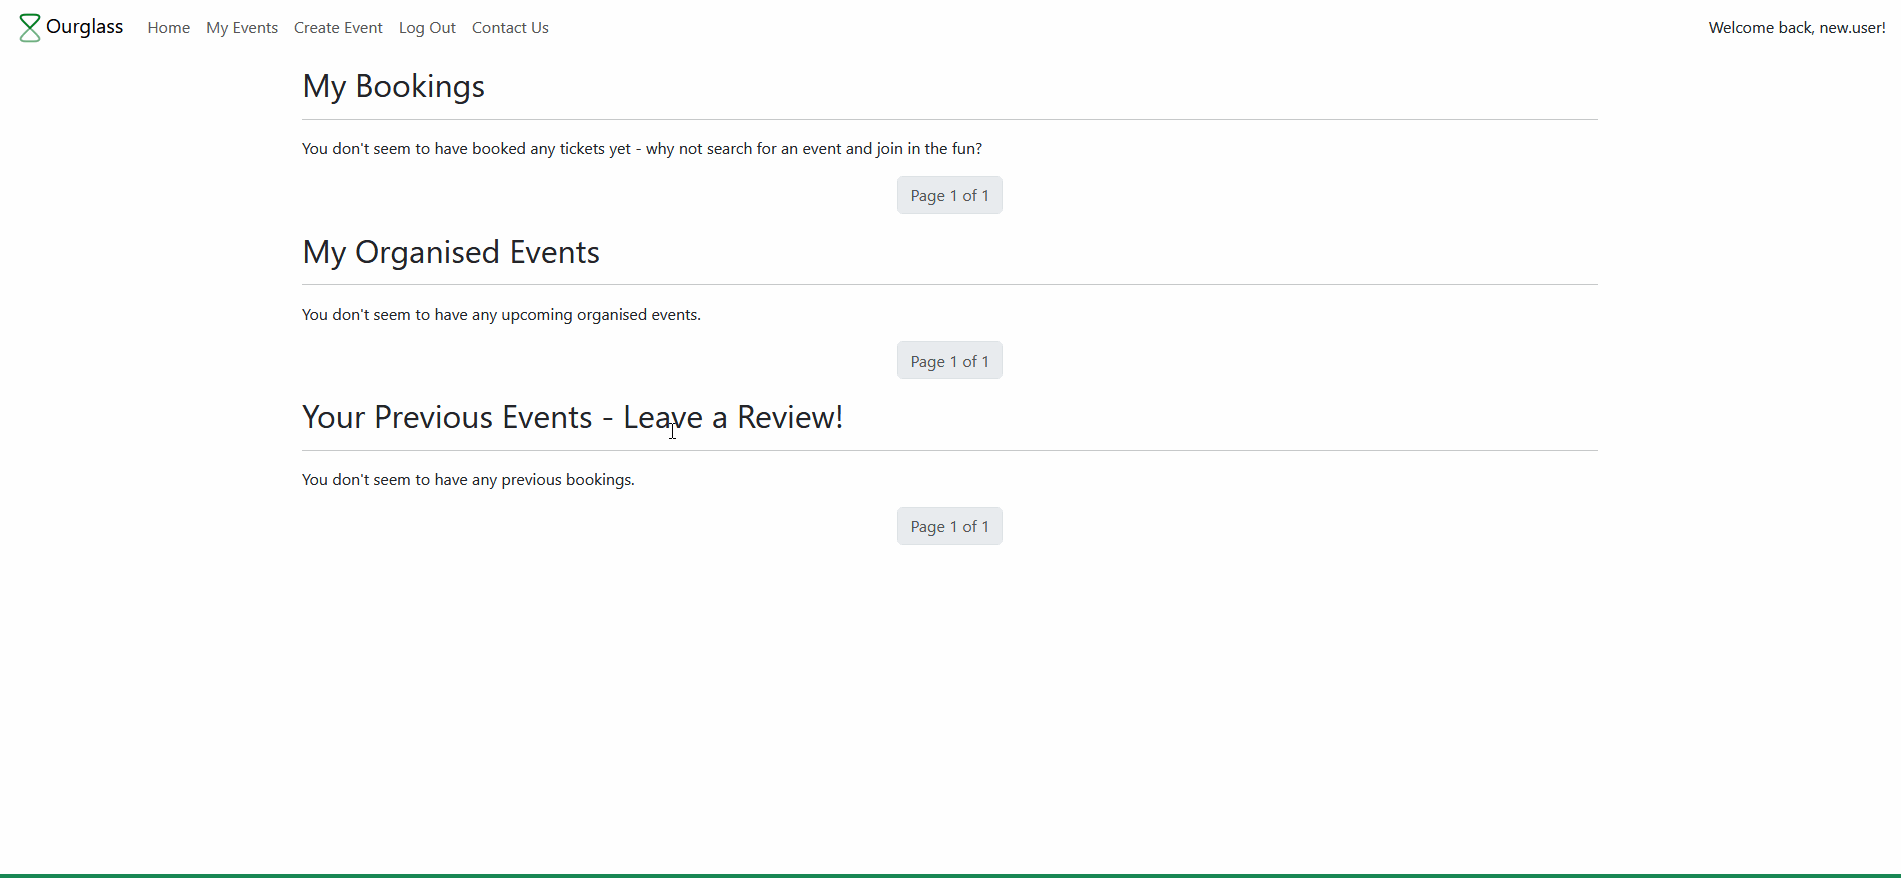 Ourglass Home My Events Create Event Log Out Contact Us Welcome back, new.user!
My Bookings
You don't seem to have booked any tickets yet - why not search for an event and join in the fun?
Page 1 of 1
My Organised Events
You don't seem to have any upcoming organised events.
Page 1 of 1
Your Previous Events - Leave a Review!
You don't seem to have any previous bookings.
Page 1 of 1